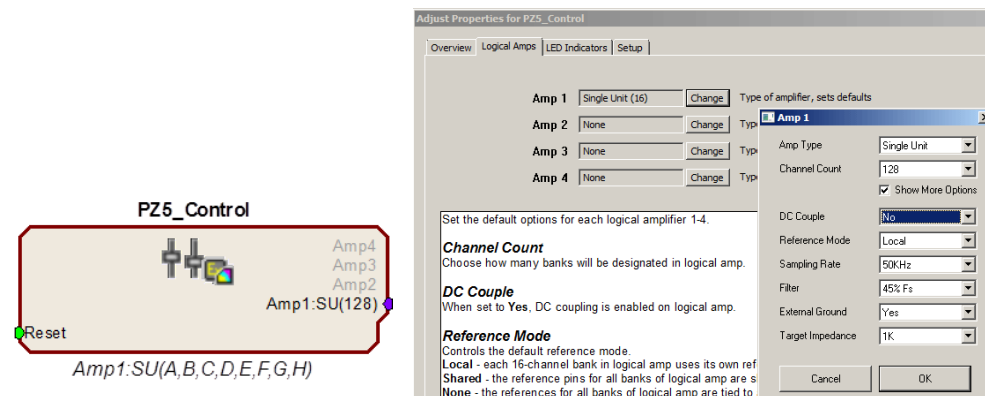 PZ5_Control
Amp4
Amp3
Amp2
Amp1:SU(128)
Reset
Amp1:SU(A,B,C,D,E,F,G,H)
Adjust Properties for PZ5_Control
Overview Logical Amps LED Indicators Setup
Amp 1 Single Unit (16) Change Type of amplifier, sets defaults
Amp 2 None Change
Amp 3 None Change
Amp 4 None Change
Set the default options for each logical amplifier 1-4.
Channel Count
Choose how many banks will be designated in logical amp.
DC Couple
When set to Yes, DC coupling is enabled on logical amp.
Reference Mode
Controls the default reference mode.
Local - each 16-channel bank in logical amp uses its own ref
Shared - the reference pins for all banks of logical amp are s
None - the references for all banks of logical amp are tied to
Amp 1
Amp Type Single Unit
Channel Count 128
Show More Options
DC Couple No
Reference Mode Local
Sampling Rate 50KHz
Filter 45% Fs
External Ground Yes
Target Impedance 1K
Cancel OK